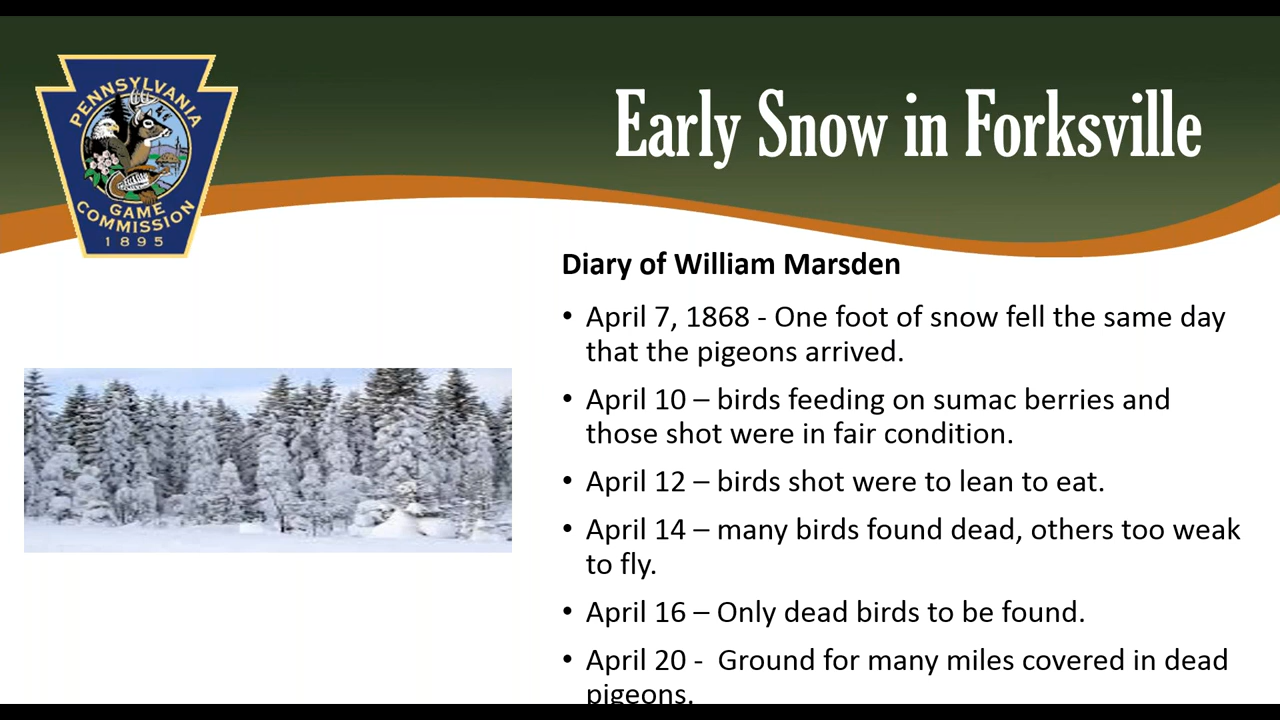 PENNSYLVANIA
GAME
COMMISSION
1895
Early Snow in Forksville
Diary of William Marsden
• April 7, 1868 - One foot of snow fell the same day
that the pigeons arrived.
• April 10 – birds feeding on sumac berries and
those shot were in fair condition.
• April 12 – birds shot were to lean to eat.
• April 14 – many birds found dead, others too weak
to fly.
• April 16 – Only dead birds to be found.
• April 20 -  Ground for many miles covered in dead
pigeons.